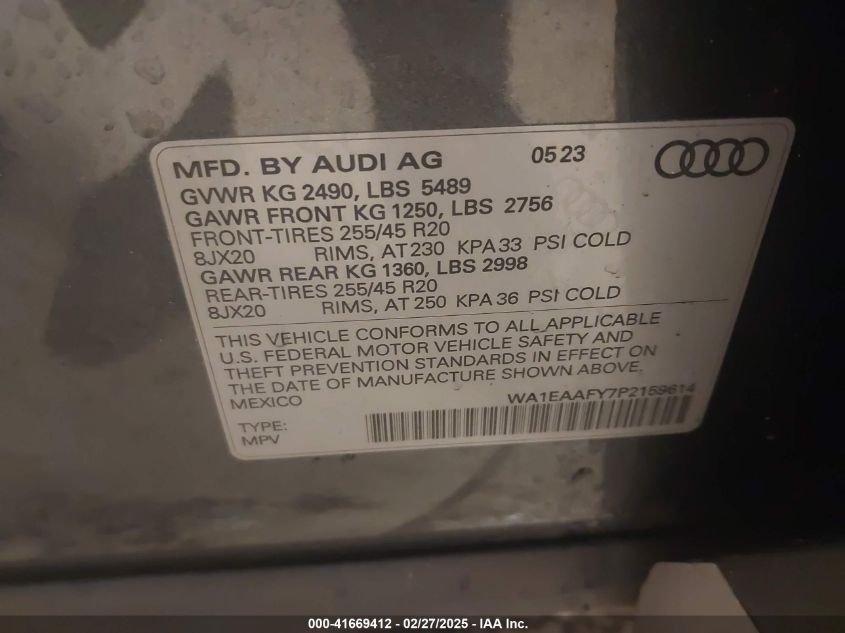 MFD. BY AUDI AG 05 23
GVWR KG 2490, LBS 5489
GAWR FRONT KG 1250, LBS 2756
FRONT-TIRES 255/45 R20
8JX20 RIMS, AT 230 KPA 33 PSI COLD
GAWR REAR KG 1360, LBS 2998
REAR-TIRES 255/45 R20
8JX20 RIMS, AT 250 KPA 36 PSI COLD
THIS VEHICLE CONFORMS TO ALL APPLICABLE
U.S. FEDERAL MOTOR VEHICLE SAFETY AND
THEFT PREVENTION STANDARDS IN EFFECT ON
THE DATE OF MANUFACTURE SHOWN ABOVE.
MEXICO WA1EAAFY7P2159614
TYPE:
MPV
000-41669412 - 02/27/2025 - IAA Inc.